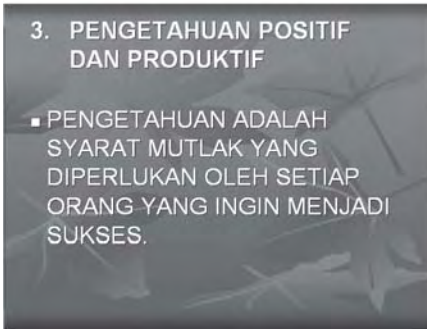 3. PENGETAHUAN POSITIF
DAN PRODUKTIF
▪ PENGETAHUAN ADALAH
SYARAT MUTLAK YANG
DIPERLUKAN OLEH SETIAP
ORANG YANG INGIN MENJADI
SUKSES.